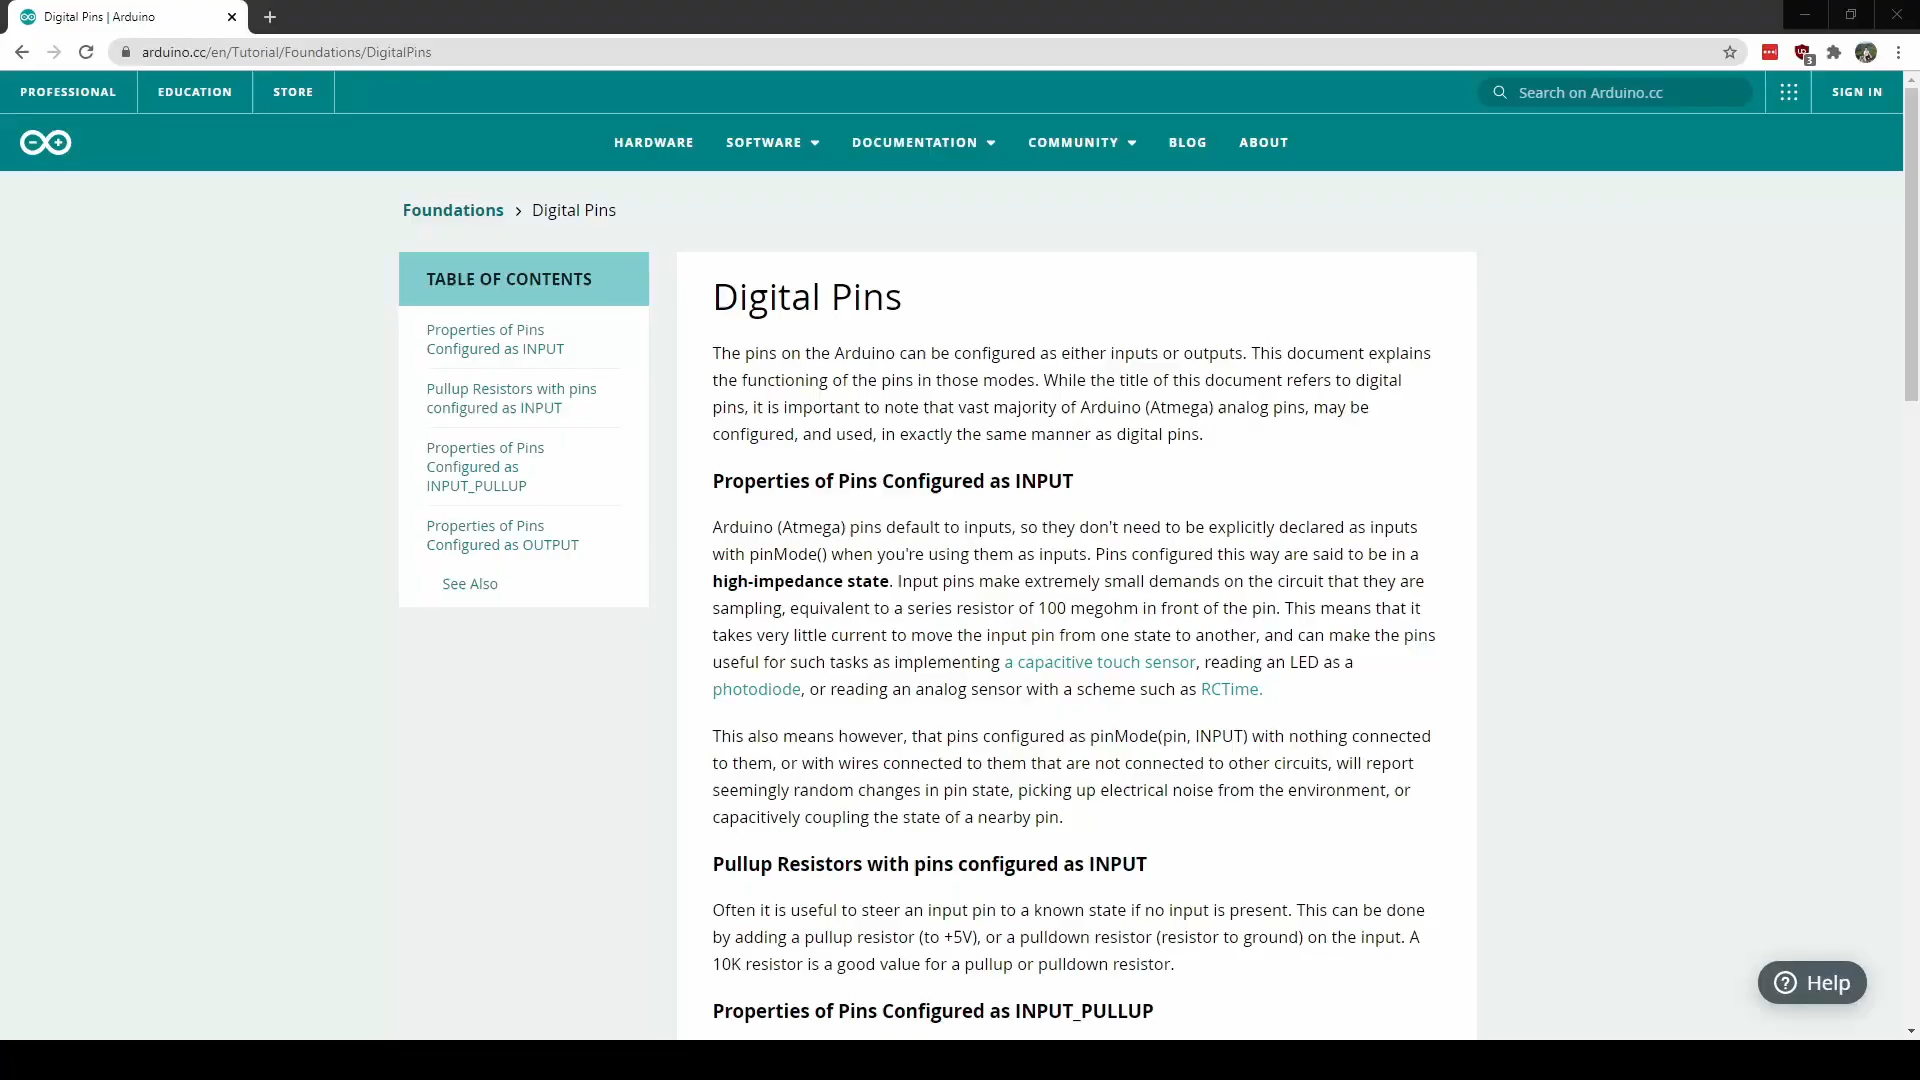 Digital Pins | Arduino
arduino.cc/en/Tutorial/Foundations/DigitalPins
3
PROFESSIONAL
EDUCATION
STORE
Search on Arduino.cc
SIGN IN
HARDWARE
SOFTWARE
DOCUMENTATION
COMMUNITY
BLOG
ABOUT
Foundations > Digital Pins
TABLE OF CONTENTS
Properties of Pins
Configured as INPUT
Pullup Resistors with pins
configured as INPUT
Properties of Pins
Configured as
INPUT_PULLUP
Properties of Pins
Configured as OUTPUT
See Also
Digital Pins
The pins on the Arduino can be configured as either inputs or outputs. This document explains
the functioning of the pins in those modes. While the title of this document refers to digital
pins, it is important to note that vast majority of Arduino (Atmega) analog pins, may be
configured, and used, in exactly the same manner as digital pins.
Properties of Pins Configured as INPUT
Arduino (Atmega) pins default to inputs, so they don't need to be explicitly declared as inputs
with pinMode() when you're using them as inputs. Pins configured this way are said to be in a
high-impedance state. Input pins make extremely small demands on the circuit that they are
sampling, equivalent to a series resistor of 100 megohm in front of the pin. This means that it
takes very little current to move the input pin from one state to another, and can make the pins
useful for such tasks as implementing a capacitive touch sensor, reading an LED as a
photodiode, or reading an analog sensor with a scheme such as RCTime.
This also means however, that pins configured as pinMode(pin, INPUT) with nothing connected
to them, or with wires connected to them that are not connected to other circuits, will report
seemingly random changes in pin state, picking up electrical noise from the environment, or
capacitively coupling the state of a nearby pin.
Pullup Resistors with pins configured as INPUT
Often it is useful to steer an input pin to a known state if no input is present. This can be done
by adding a pullup resistor (to +5V), or a pulldown resistor (resistor to ground) on the input. A
10K resistor is a good value for a pullup or pulldown resistor.
Properties of Pins Configured as INPUT_PULLUP
Help